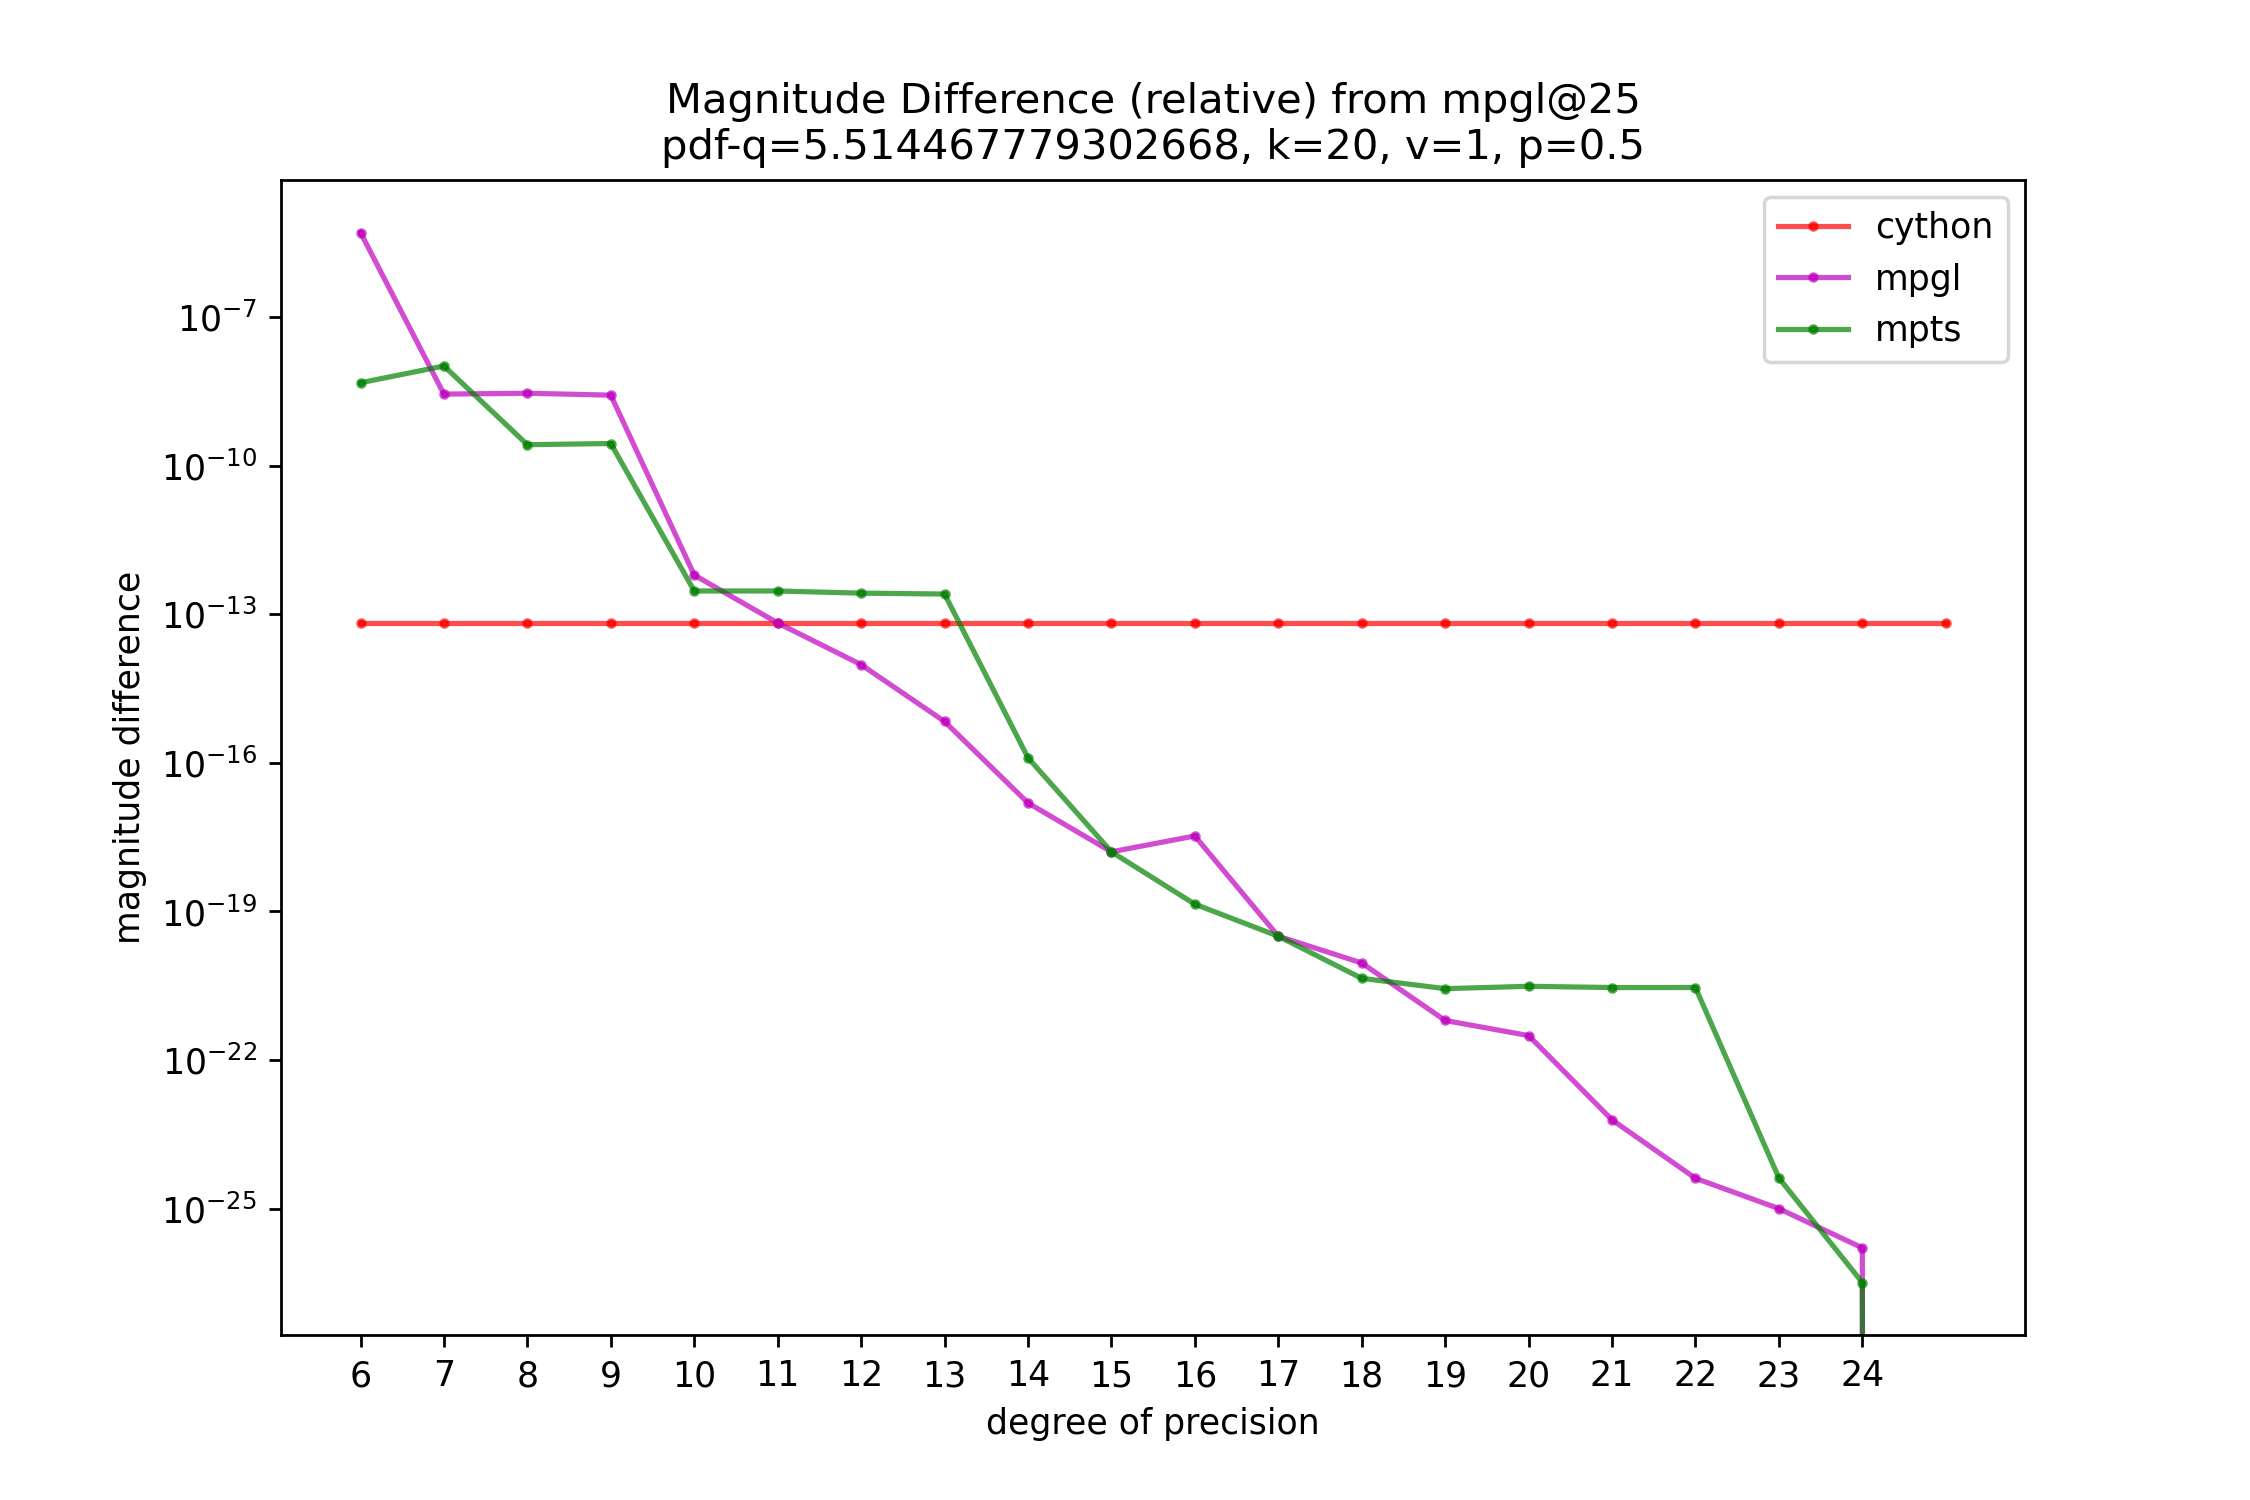 Magnitude Difference (relative) from mpgl@25
pdf-q=5.514467779302668, k=20, v=1, p=0.5
cython
mpgl
mpts
magnitude difference
10⁻⁷
10⁻¹⁰
10⁻¹³
10⁻¹⁶
10⁻¹⁹
10⁻²²
10⁻²⁵
6 7 8 9 10 11 12 13 14 15 16 17 18 19 20 21 22 23 24
degree of precision